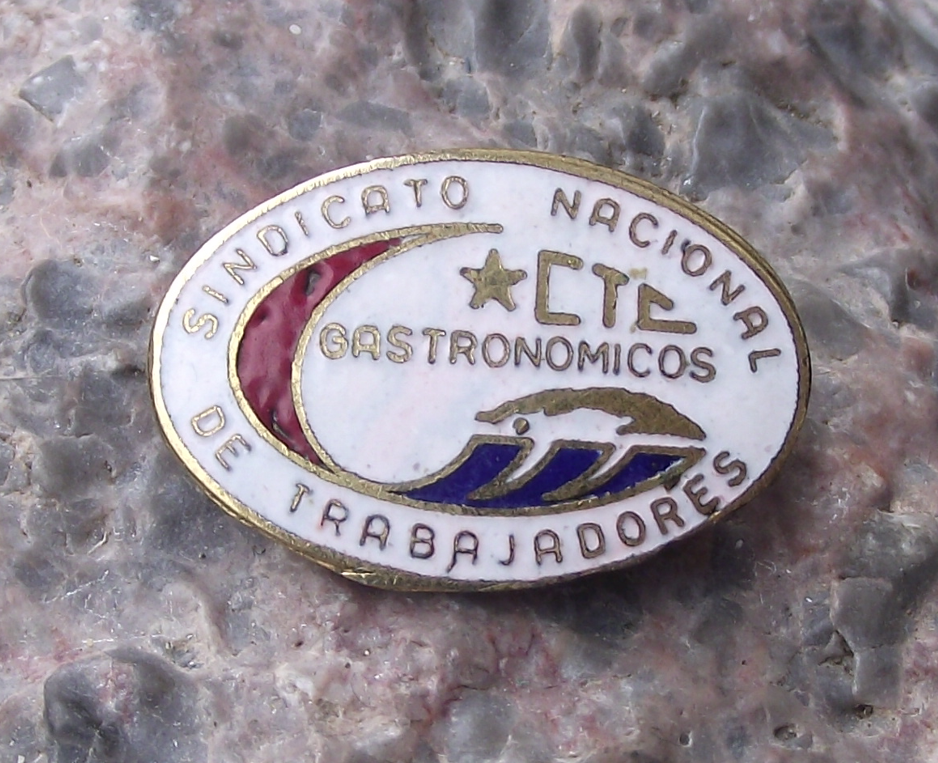 SINDICATO NACIONAL
CTC
GASTRONOMICOS
DE TRABAJADORES